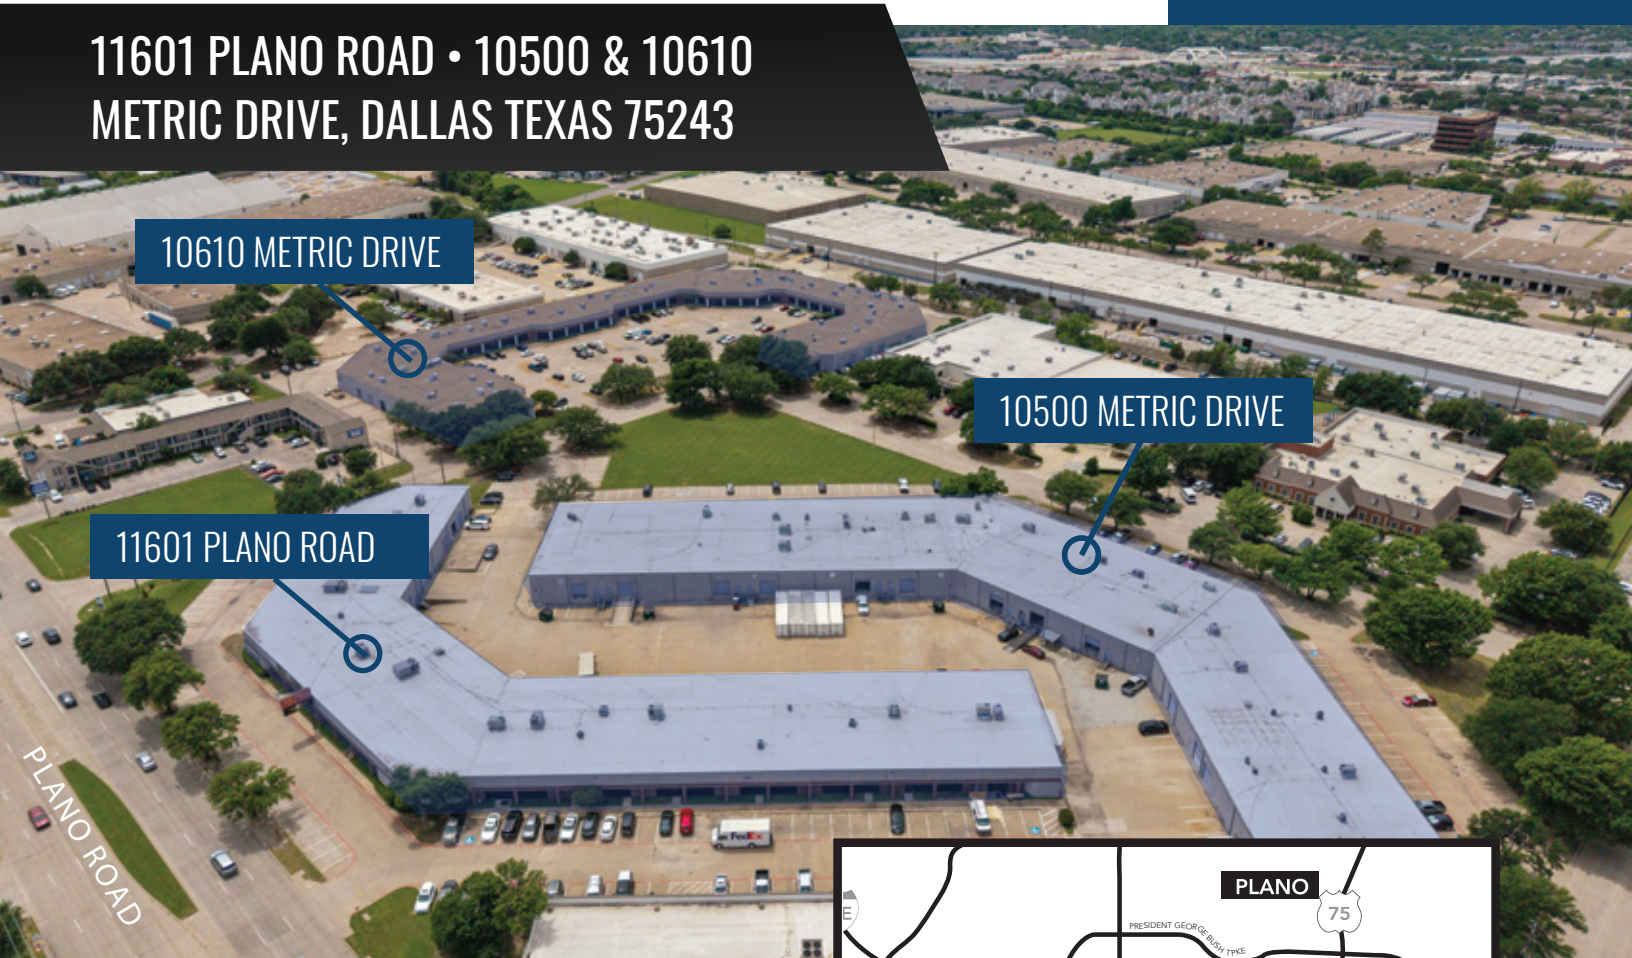 11601 PLANO ROAD • 10500 & 10610
METRIC DRIVE, DALLAS TEXAS 75243
10610 METRIC DRIVE
10500 METRIC DRIVE
11601 PLANO ROAD
PLANO ROAD
FedEx
PLANO
75
E
PRESIDENT GEORGE BUSH TPKE